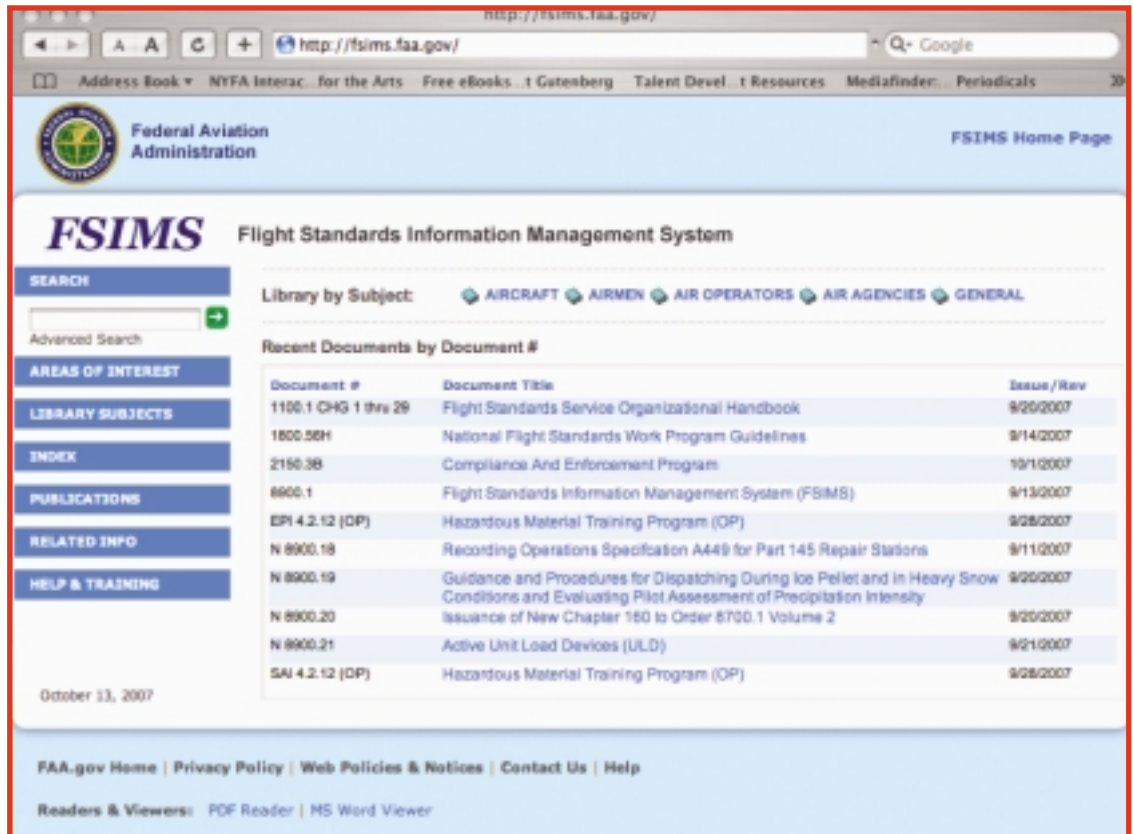 http://fsims.faa.gov/
A A C + http://fsims.faa.gov/ Q- Google
Address Book NYFA Interac...for the Arts Free eBooks...t Gutenberg Talent Devel...t Resources Mediafinder:... Periodicals
Federal Aviation
Administration
FSIMS Home Page
FSIMS Flight Standards Information Management System
SEARCH
Library by Subject: AIRCRAFT AIRMEN AIR OPERATORS AIR AGENCIES GENERAL
Advanced Search
Recent Documents by Document #
AREAS OF INTEREST
LIBRARY SUBJECTS
INDEX
PUBLICATIONS
RELATED INFO
HELP & TRAINING
Document # Document Title Issue/Rev
1100.1 CHG 1 thru 29 Flight Standards Service Organizational Handbook 9/20/2007
1800.56H National Flight Standards Work Program Guidelines 9/14/2007
2150.3B Compliance And Enforcement Program 10/1/2007
8900.1 Flight Standards Information Management System (FSIMS) 9/13/2007
EPI 4.2.12 (OP) Hazardous Material Training Program (OP) 9/28/2007
N 8900.18 Recording Operations Specifcation A449 for Part 145 Repair Stations 9/11/2007
N 8900.19 Guidance and Procedures for Dispatching During Ice Pellet and in Heavy Snow 9/20/2007
Conditions and Evaluating Pilot Assessment of Precipitation Intensity
N 8900.20 Issuance of New Chapter 160 to Order 8700.1 Volume 2 9/20/2007
N 8900.21 Active Unit Load Devices (ULD) 9/21/2007
SAI 4.2.12 (OP) Hazardous Material Training Program (OP) 9/28/2007
October 13, 2007
FAA.gov Home | Privacy Policy | Web Policies & Notices | Contact Us | Help
Readers & Viewers: PDF Reader | MS Word Viewer